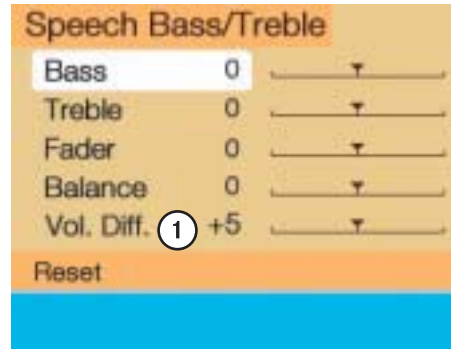 Speech Bass/Treble
Bass 0
Treble 0
Fader 0
Balance 0
Vol. Diff. 1 +5
Reset